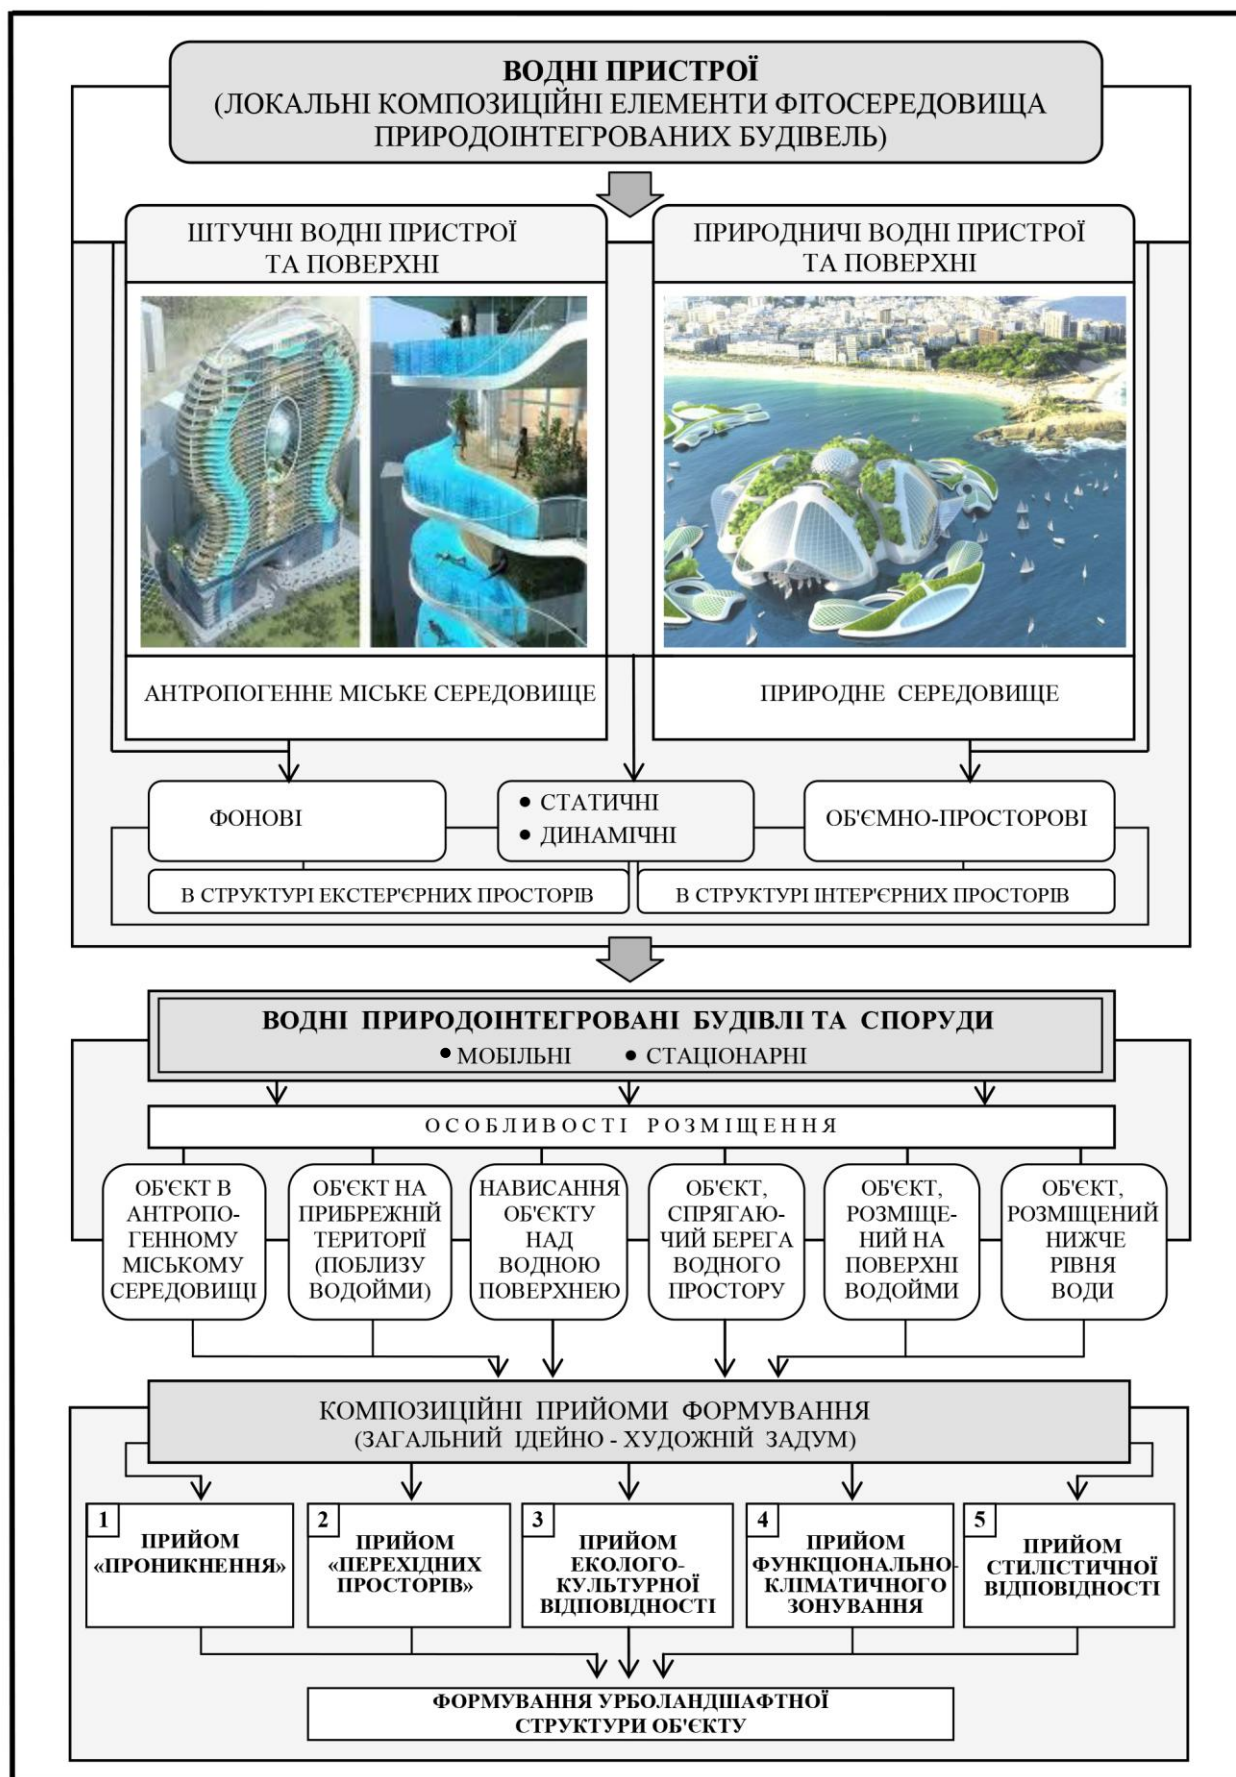 ВОДНІ ПРИСТРОЇ
(ЛОКАЛЬНІ КОМПОЗИЦІЙНІ ЕЛЕМЕНТИ ФІТОСЕРЕДОВИЩА
ПРИРОДОІНТЕГРОВАНИХ БУДІВЕЛЬ)
ШТУЧНІ ВОДНІ ПРИСТРОЇ
ТА ПОВЕРХНІ
ПРИРОДНИЧІ ВОДНІ ПРИСТРОЇ
ТА ПОВЕРХНІ
АНТРОПОГЕННЕ МІСЬКЕ СЕРЕДОВИЩЕ
ПРИРОДНЕ СЕРЕДОВИЩЕ
ФОНОВІ
• СТАТИЧНІ
• ДИНАМІЧНІ
ОБ'ЄМНО-ПРОСТОРОВІ
В СТРУКТУРІ ЕКСТЕР'ЄРНИХ ПРОСТОРІВ
В СТРУКТУРІ ІНТЕР'ЄРНИХ ПРОСТОРІВ
ВОДНІ ПРИРОДОІНТЕГРОВАНІ БУДІВЛІ ТА СПОРУДИ
• МОБІЛЬНІ • СТАЦІОНАРНІ
ОСОБЛИВОСТІ РОЗМІЩЕННЯ
ОБ'ЄКТ В
АНТРОПО-
ГЕННОМУ
МІСЬКОМУ
СЕРЕДОВИЩІ
ОБ'ЄКТ НА
ПРИБРЕЖНІЙ
ТЕРИТОРІЇ
(ПОБЛИЗУ
ВОДОЙМИ)
НАВИСАННЯ
ОБ'ЄКТУ
НАД
ВОДНОЮ
ПОВЕРХНЕЮ
ОБ'ЄКТ,
СПРЯГАЮ-
ЧИЙ БЕРЕГА
ВОДНОГО
ПРОСТОРУ
ОБ'ЄКТ,
РОЗМІЩЕ-
НИЙ НА
ПОВЕРХНІ
ВОДОЙМИ
ОБ'ЄКТ,
РОЗМІЩЕНИЙ
НИЖЧЕ
РІВНЯ
ВОДИ
КОМПОЗИЦІЙНІ ПРИЙОМИ ФОРМУВАННЯ
(ЗАГАЛЬНИЙ ІДЕЙНО - ХУДОЖНІЙ ЗАДУМ)
1
ПРИЙОМ
«ПРОНИКНЕННЯ»
2
ПРИЙОМ
«ПЕРЕХІДНИХ
ПРОСТОРІВ»
3
ПРИЙОМ
ЕКОЛОГО-
КУЛЬТУРНОЇ
ВІДПОВІДНОСТІ
4
ПРИЙОМ
ФУНКЦІОНАЛЬНО-
КЛІМАТИЧНОГО
ЗОНУВАННЯ
5
ПРИЙОМ
СТИЛІСТИЧНОЇ
ВІДПОВІДНОСТІ
ФОРМУВАННЯ УРБОЛАНДШАФТНОЇ
СТРУКТУРИ ОБ'ЄКТУ